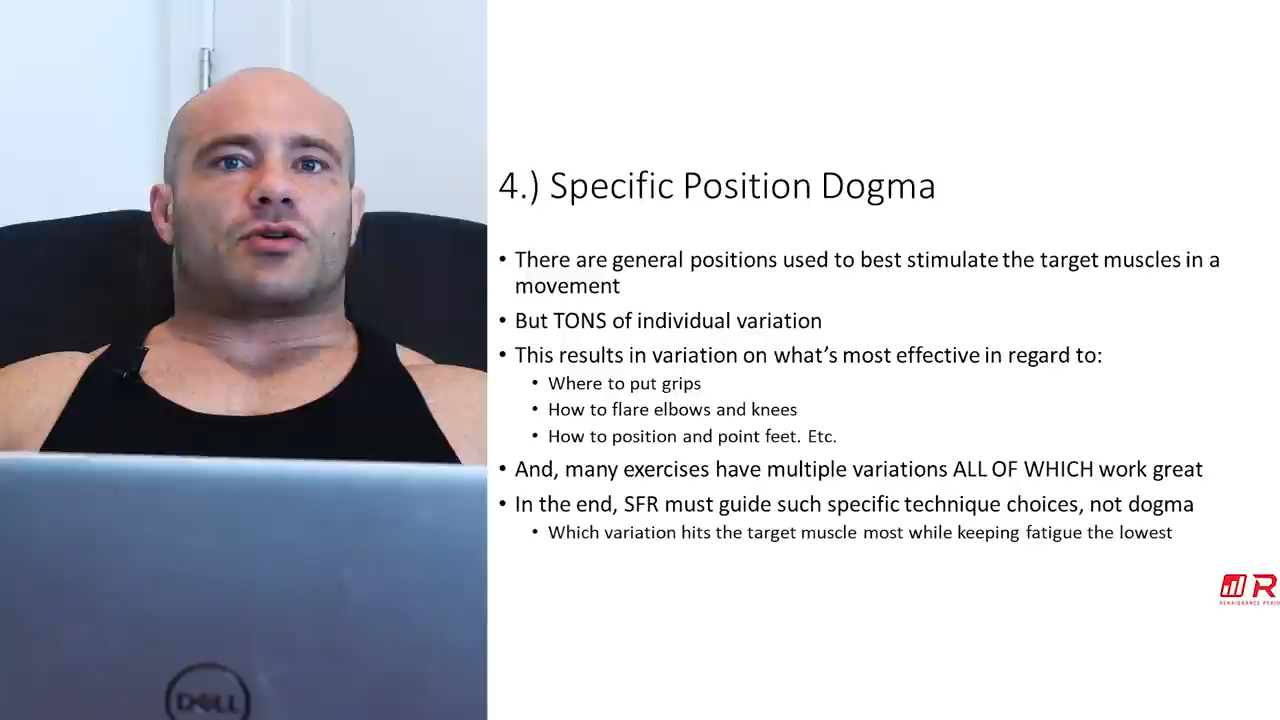 4.) Specific Position Dogma
• There are general positions used to best stimulate the target muscles in a
movement
• But TONS of individual variation
• This results in variation on what's most effective in regard to:
• Where to put grips
• How to flare elbows and knees
• How to position and point feet. Etc.
• And, many exercises have multiple variations ALL OF WHICH work great
• In the end, SFR must guide such specific technique choices, not dogma
• Which variation hits the target muscle most while keeping fatigue the lowest
R
RENAISSANCE PERIO
DELL